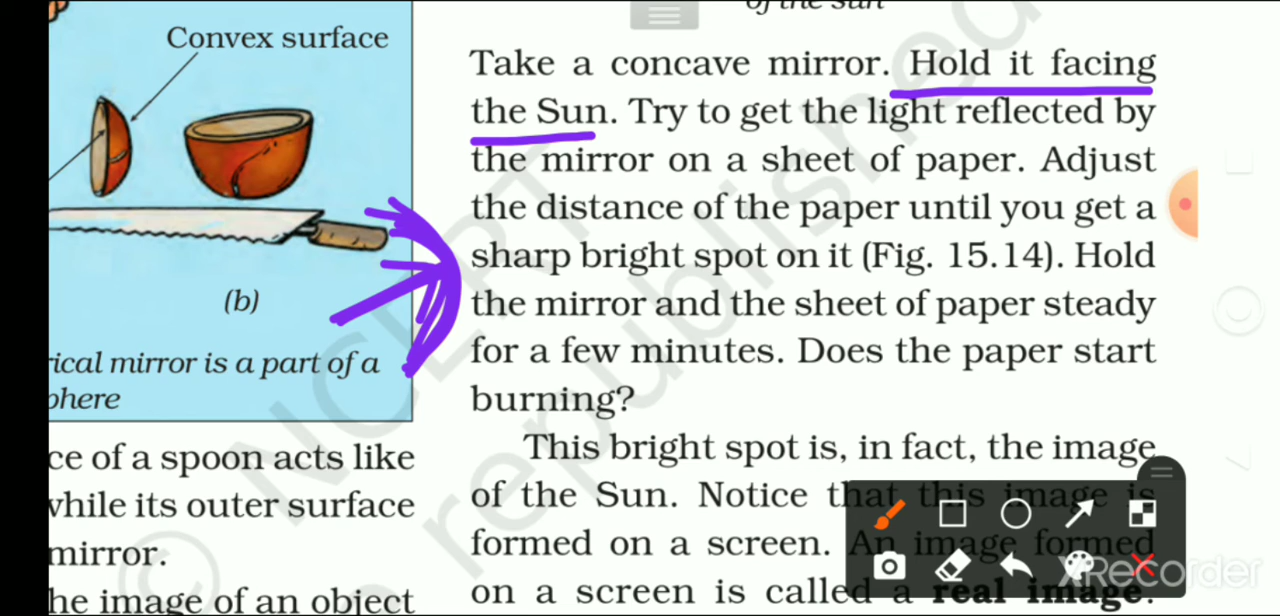 of the sun
Convex surface
(b)
rical mirror is a part of a
phere
ce of a spoon acts like
while its outer surface
mirror.
he image of an object
Take a concave mirror. Hold it facing
the Sun. Try to get the light reflected by
the mirror on a sheet of paper. Adjust
the distance of the paper until you get a
sharp bright spot on it (Fig. 15.14). Hold
the mirror and the sheet of paper steady
for a few minutes. Does the paper start
burning?
This bright spot is, in fact, the image
of the Sun. Notice that this image is
formed on a screen. An image formed
on a screen is called a real image.
© NCERT
republished
XRecorder